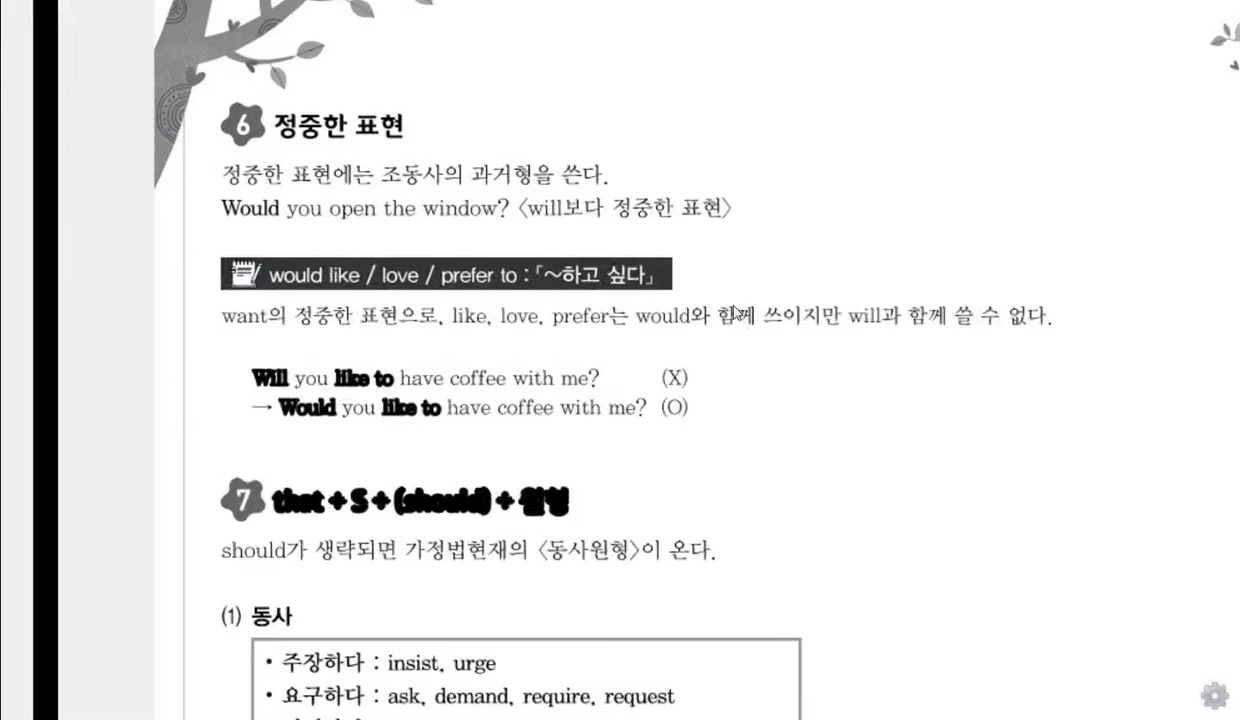 6 정중한 표현
정중한 표현에는 조동사의 과거형을 쓴다.
Would you open the window? 〈will보다 정중한 표현〉
would like / love / prefer to : 「～하고 싶다」
want의 정중한 표현으로, like, love, prefer는 would와 함께 쓰이지만 will과 함께 쓸 수 없다.
Will you like to have coffee with me? (X)
→ Would you like to have coffee with me? (O)
7 that + S + (should) + 원형
should가 생략되면 가정법현재의 〈동사원형〉이 온다.
(1) 동사
• 주장하다 : insist, urge
• 요구하다 : ask, demand, require, request